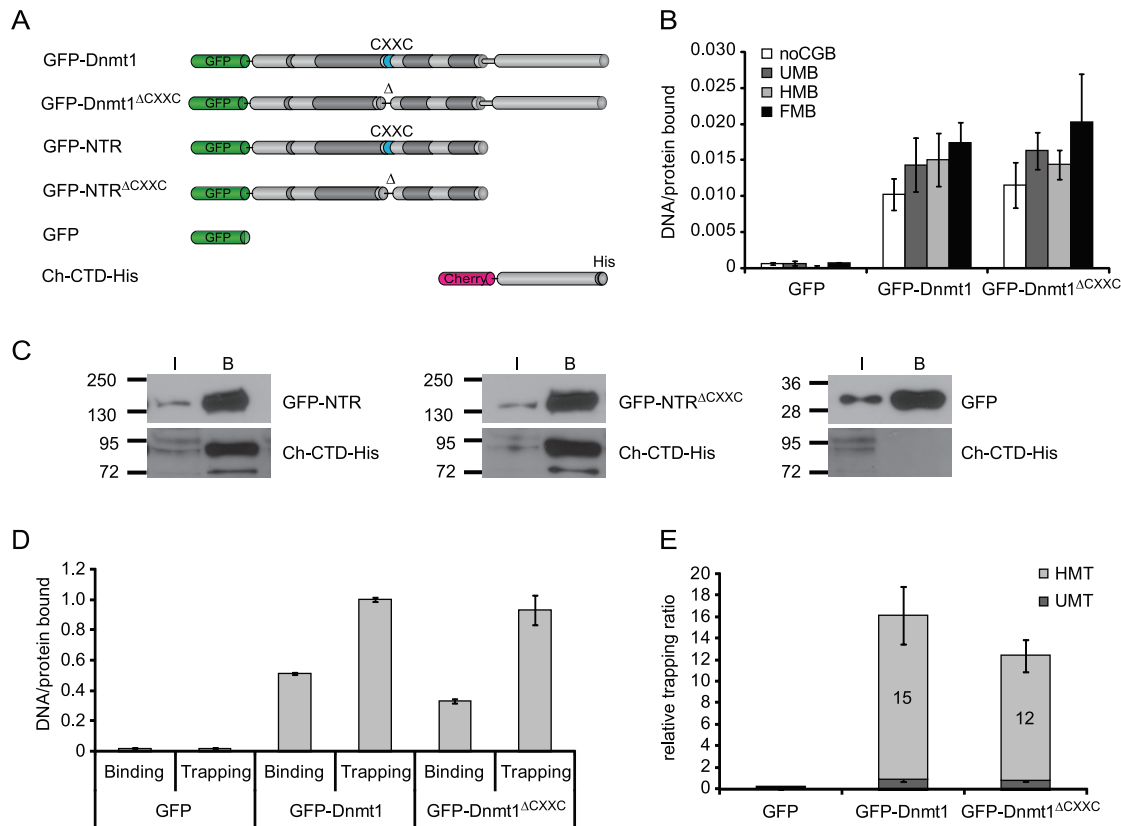 A
CXXC
GFP-Dnmt1
GFP
Δ
GFP-Dnmt1ΔCXXC
GFP
CXXC
GFP-NTR
GFP
Δ
GFP-NTRΔCXXC
GFP
GFP
GFP
His
Ch-CTD-His
Cherry
B
DNA/protein bound
0.030
0.025
0.020
0.015
0.010
0.005
0
noCGB
UMB
HMB
FMB
GFP
GFP-Dnmt1
GFP-Dnmt1ΔCXXC
C
I B
250
130
GFP-NTR
95
72
Ch-CTD-His
I B
250
130
GFP-NTRΔCXXC
95
72
Ch-CTD-His
I B
36
28
GFP
95
72
Ch-CTD-His
D
DNA/protein bound
1.2
1.0
0.8
0.6
0.4
0.2
0
Binding Trapping Binding Trapping Binding Trapping
GFP GFP-Dnmt1 GFP-Dnmt1ΔCXXC
E
relative trapping ratio
20
18
16
14
12
10
8
6
4
2
0
HMT
UMT
15
12
GFP
GFP-Dnmt1
GFP-Dnmt1ΔCXXC